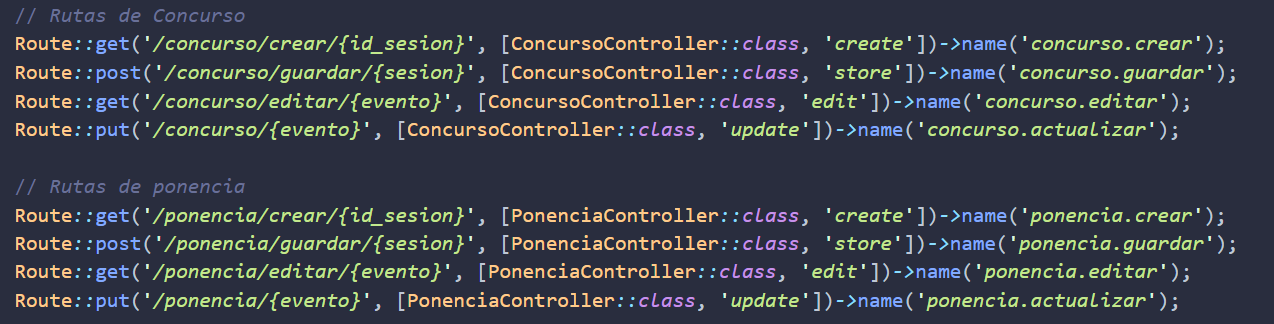 // Rutas de Concurso
Route::get('/concurso/crear/{id_sesion}', [ConcursoController::class, 'create'])->name('concurso.crear');
Route::post('/concurso/guardar/{sesion}', [ConcursoController::class, 'store'])->name('concurso.guardar');
Route::get('/concurso/editar/{evento}', [ConcursoController::class, 'edit'])->name('concurso.editar');
Route::put('/concurso/{evento}', [ConcursoController::class, 'update'])->name('concurso.actualizar');

// Rutas de ponencia
Route::get('/ponencia/crear/{id_sesion}', [PonenciaController::class, 'create'])->name('ponencia.crear');
Route::post('/ponencia/guardar/{sesion}', [PonenciaController::class, 'store'])->name('ponencia.guardar');
Route::get('/ponencia/editar/{evento}', [PonenciaController::class, 'edit'])->name('ponencia.editar');
Route::put('/ponencia/{evento}', [PonenciaController::class, 'update'])->name('ponencia.actualizar');